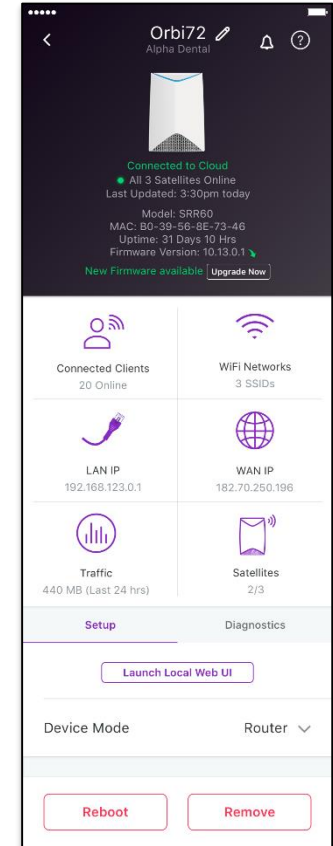 Orbi72
Alpha Dental
?
Connected to Cloud
All 3 Satellites Online
Last Updated: 3:30pm today
Model:
SRR60
MAC: B0-39-56-8E-73-46
Uptime: 31 Days 10 Hrs
Firmware Version: 10.13.0.1
New Firmware available Upgrade Now
Connected Clients
20 Online
WiFi Networks
3 SSIDs
LAN IP
192.168.123.0.1
WAN IP
182.70.250.196
Traffic
440 MB (Last 24 hrs)
Satellites
2/3
Setup
Diagnostics
Launch Local Web UI
Device Mode
Router
Reboot
Remove